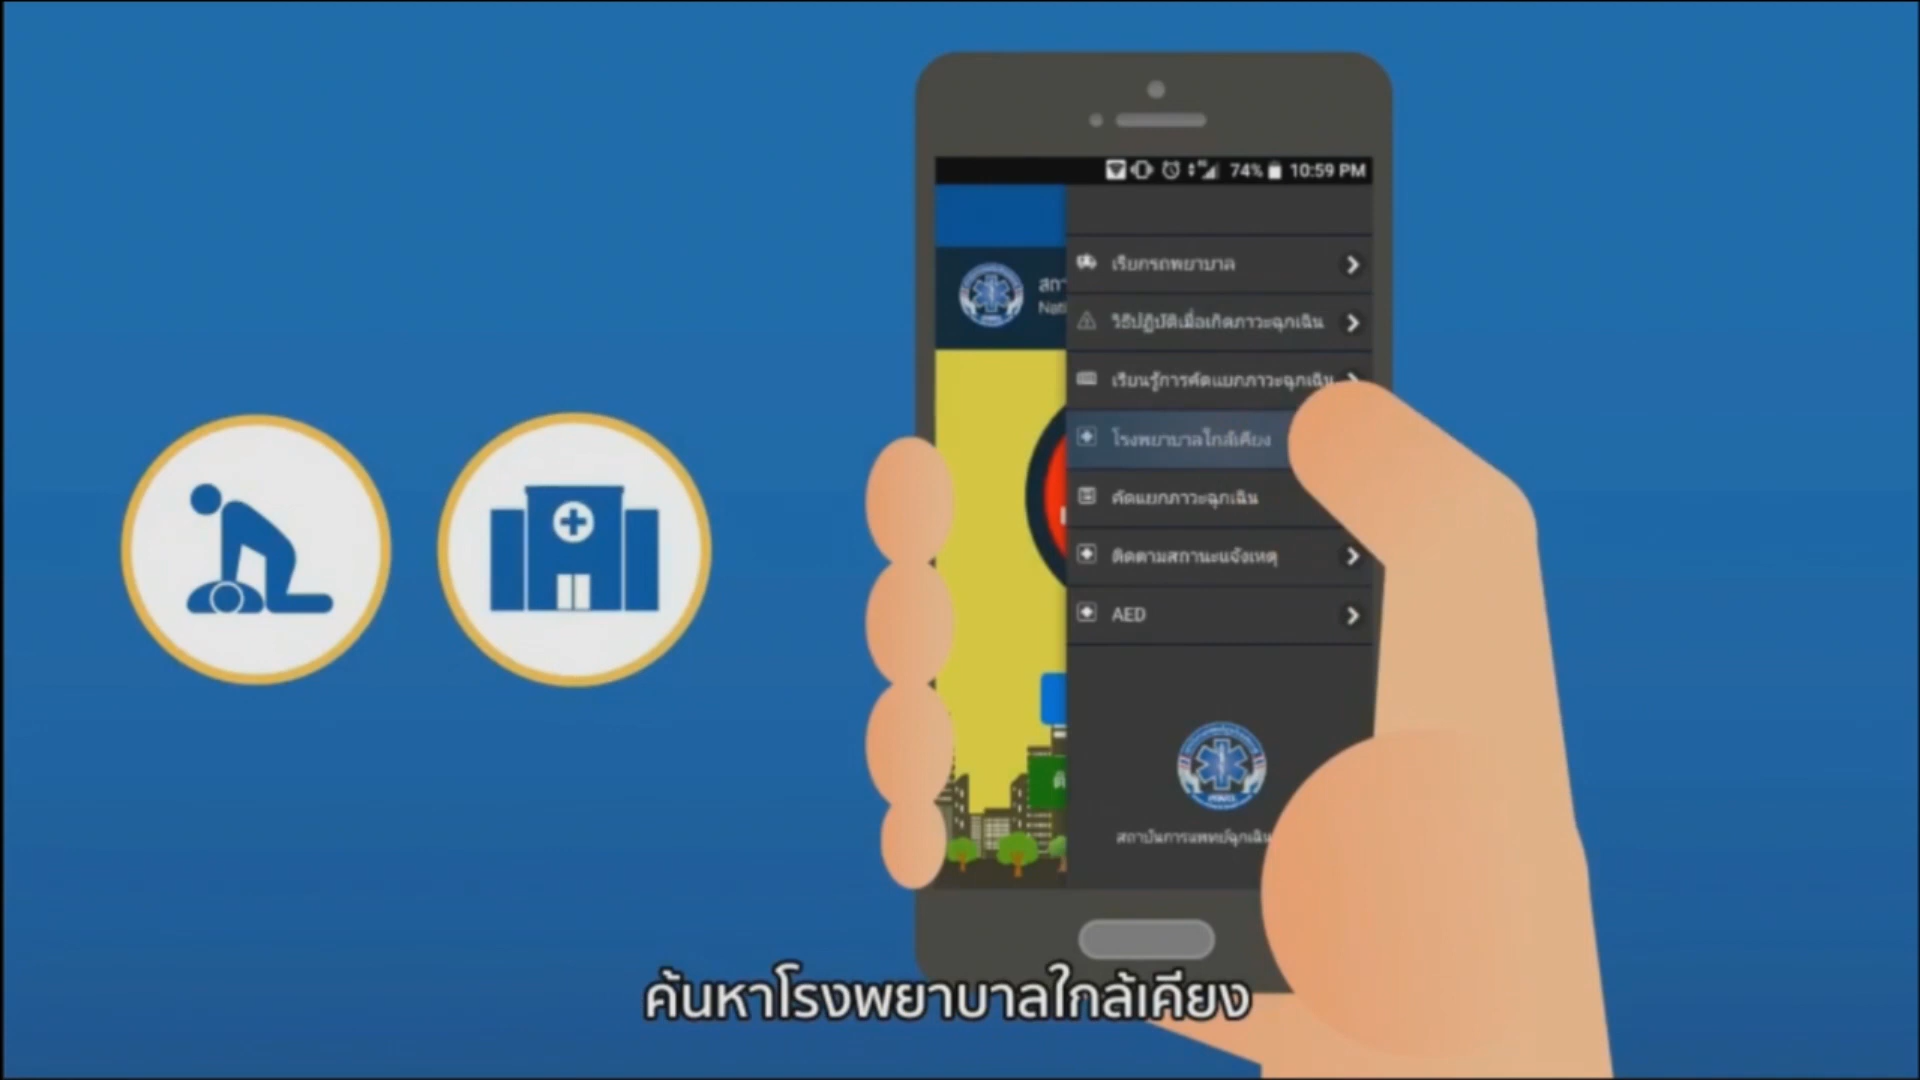 74% 10:59 PM
สถา
Nati
เรียกรถพยาบาล
วิธีปฏิบัติเมื่อเกิดภาวะฉุกเฉิน
เรียนรู้การคัดแยกภาวะฉุกเฉิน
โรงพยาบาลใกล้เคียง
คัดแยกภาวะฉุกเฉิน
ติดตามสถานะแจ้งเหตุ
AED
สถาบันการแพทย์ฉุกเฉิน
ค้นหาโรงพยาบาลใกล้เคียง